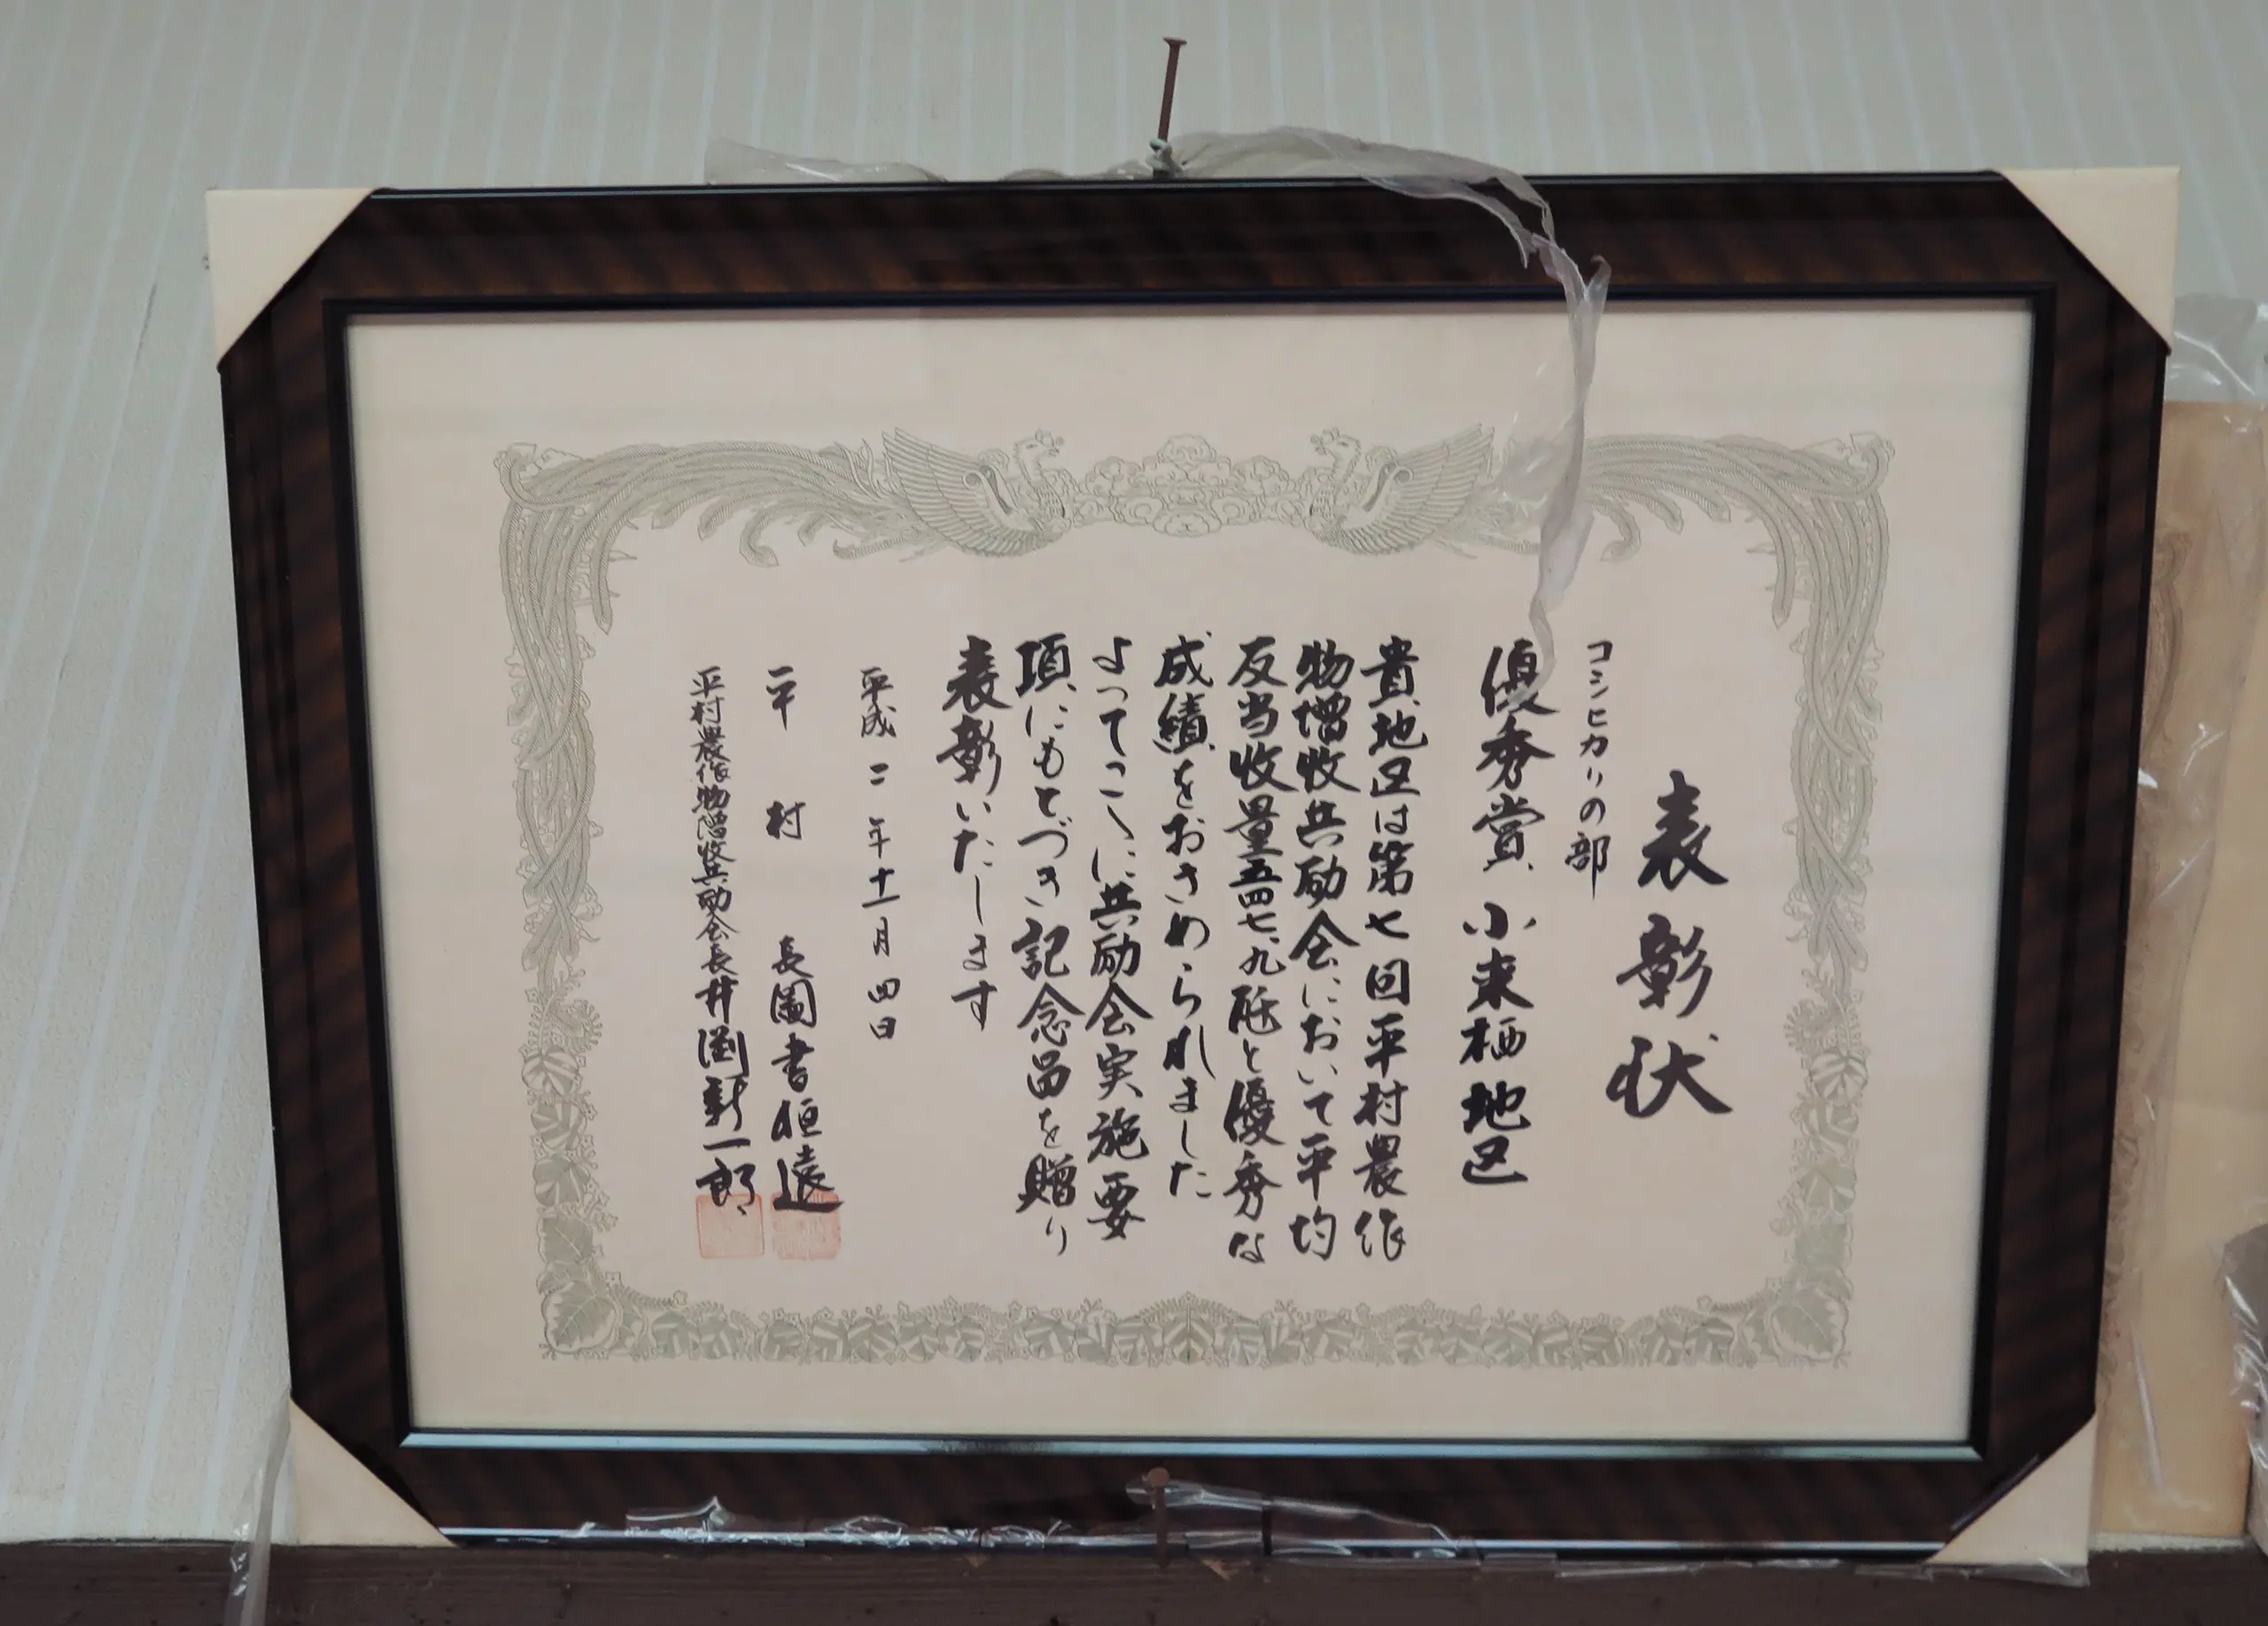 表彰状
コシヒカリの部
優秀賞 小来栖地区
貴地区は第七回平村農作
物増収共励会において平均
反当収量五四七、九瓩と優秀な
成績をおさめられました
よってここに共励会実施要
項にもとづき記念品を贈り
表彰いたします
平成二年十一月四日
平村長図書恒遠
平村農作物増収共励会長井渕新一郎